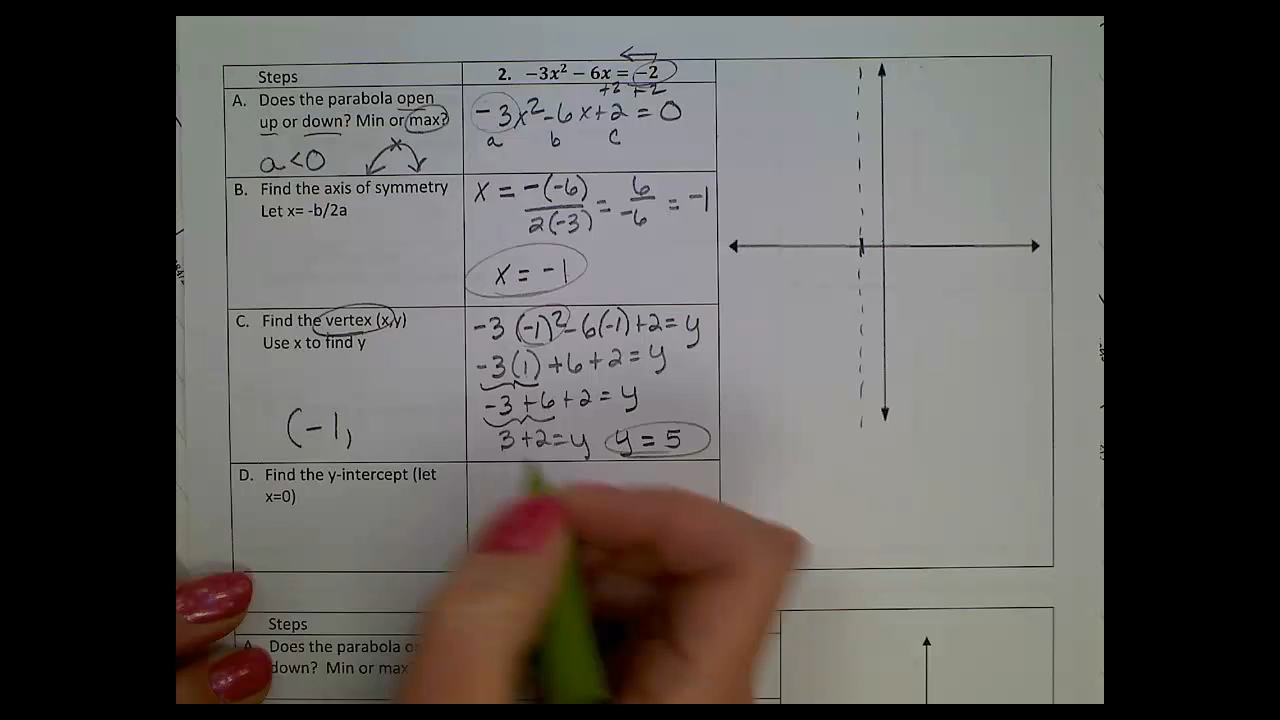 Steps
2. −3x² − 6x = −2
+2 +2
A. Does the parabola open
up or down? Min or max?
a<0
x
-3x²-6x+2=0
a b c
B. Find the axis of symmetry
Let x= -b/2a
x = -(-6)/2(-3) = 6/-6 = -1
x = -1
C. Find the vertex (x,y)
Use x to find y
(-1,
-3(-1)²-6(-1)+2=y
-3(1)+6+2=y
-3+6+2=y
3+2=y y=5
D. Find the y-intercept (let
x=0)
Steps
A. Does the parabola o
down? Min or max